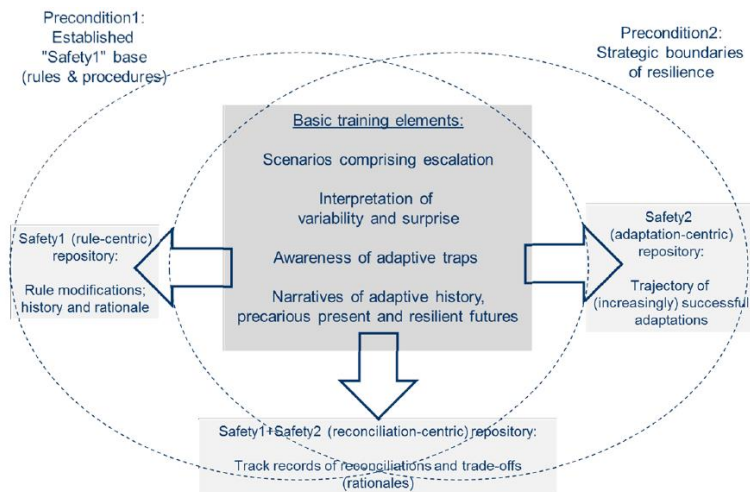 Precondition1:
Established
"Safety1" base
(rules & procedures)
Precondition2:
Strategic boundaries
of resilience
Basic training elements:
Scenarios comprising escalation
Interpretation of
variability and surprise
Awareness of adaptive traps
Narratives of adaptive history,
precarious present and resilient futures
Safety1 (rule-centric)
repository:
Rule modifications;
history and rationale
Safety2
(adaptation-centric)
repository:
Trajectory of
(increasingly) successful
adaptations
Safety1+Safety2 (reconciliation-centric) repository:
Track records of reconciliations and trade-offs
(rationales)